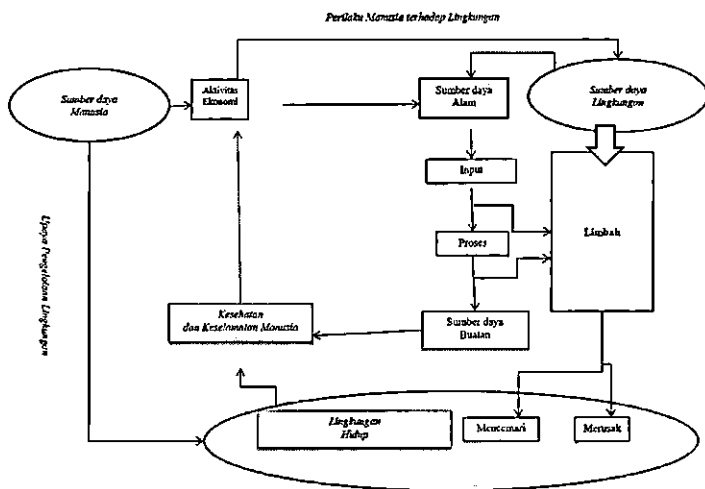 Perilaku Manusia terhadap Lingkungan
Sumber daya
Manusia
Aktivitas
Ekonomi
Sumber daya
Alam
Sumber daya
Lingkungan
Input
Proses
Limbah
Upaya Pengelolaan Lingkungan
Kesehatan
dan Keselamatan Manusia
Sumber daya
Buatan
Lingkungan
Hidup
Mencemari
Merusak